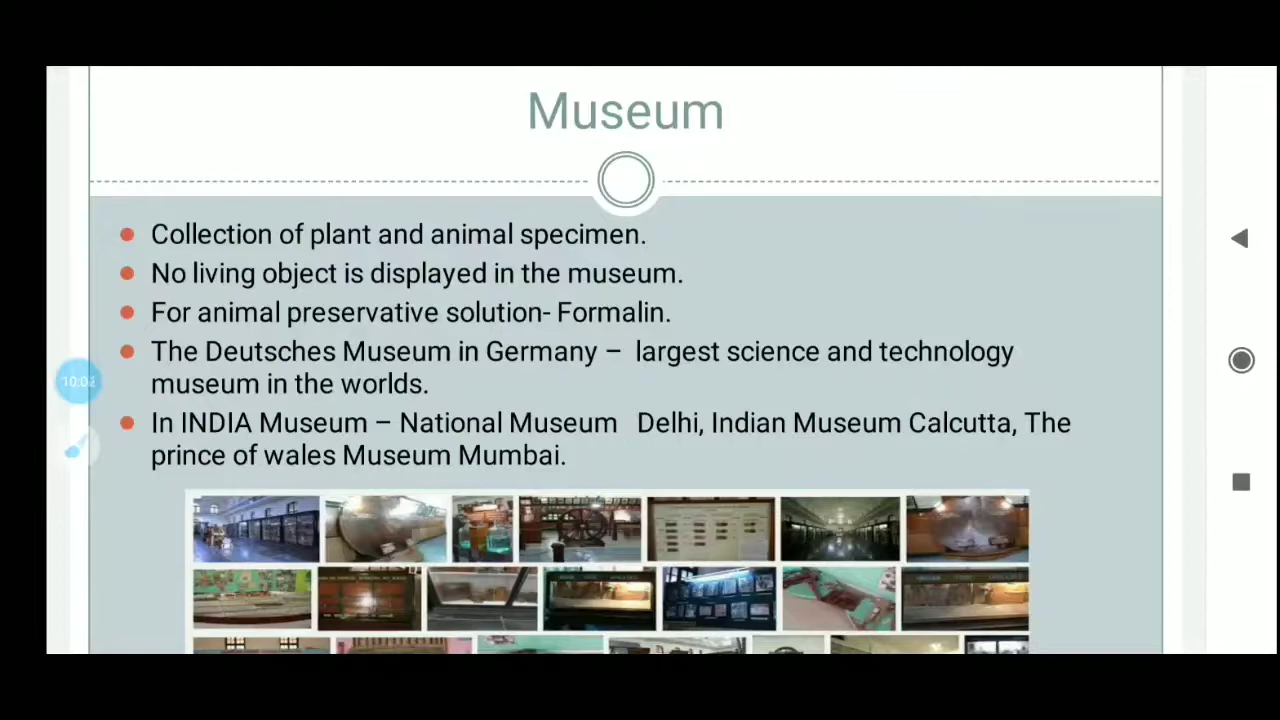 Museum
Collection of plant and animal specimen.
No living object is displayed in the museum.
For animal preservative solution- Formalin.
The Deutsches Museum in Germany – largest science and technology
museum in the worlds.
In INDIA Museum – National Museum Delhi, Indian Museum Calcutta, The
prince of wales Museum Mumbai.